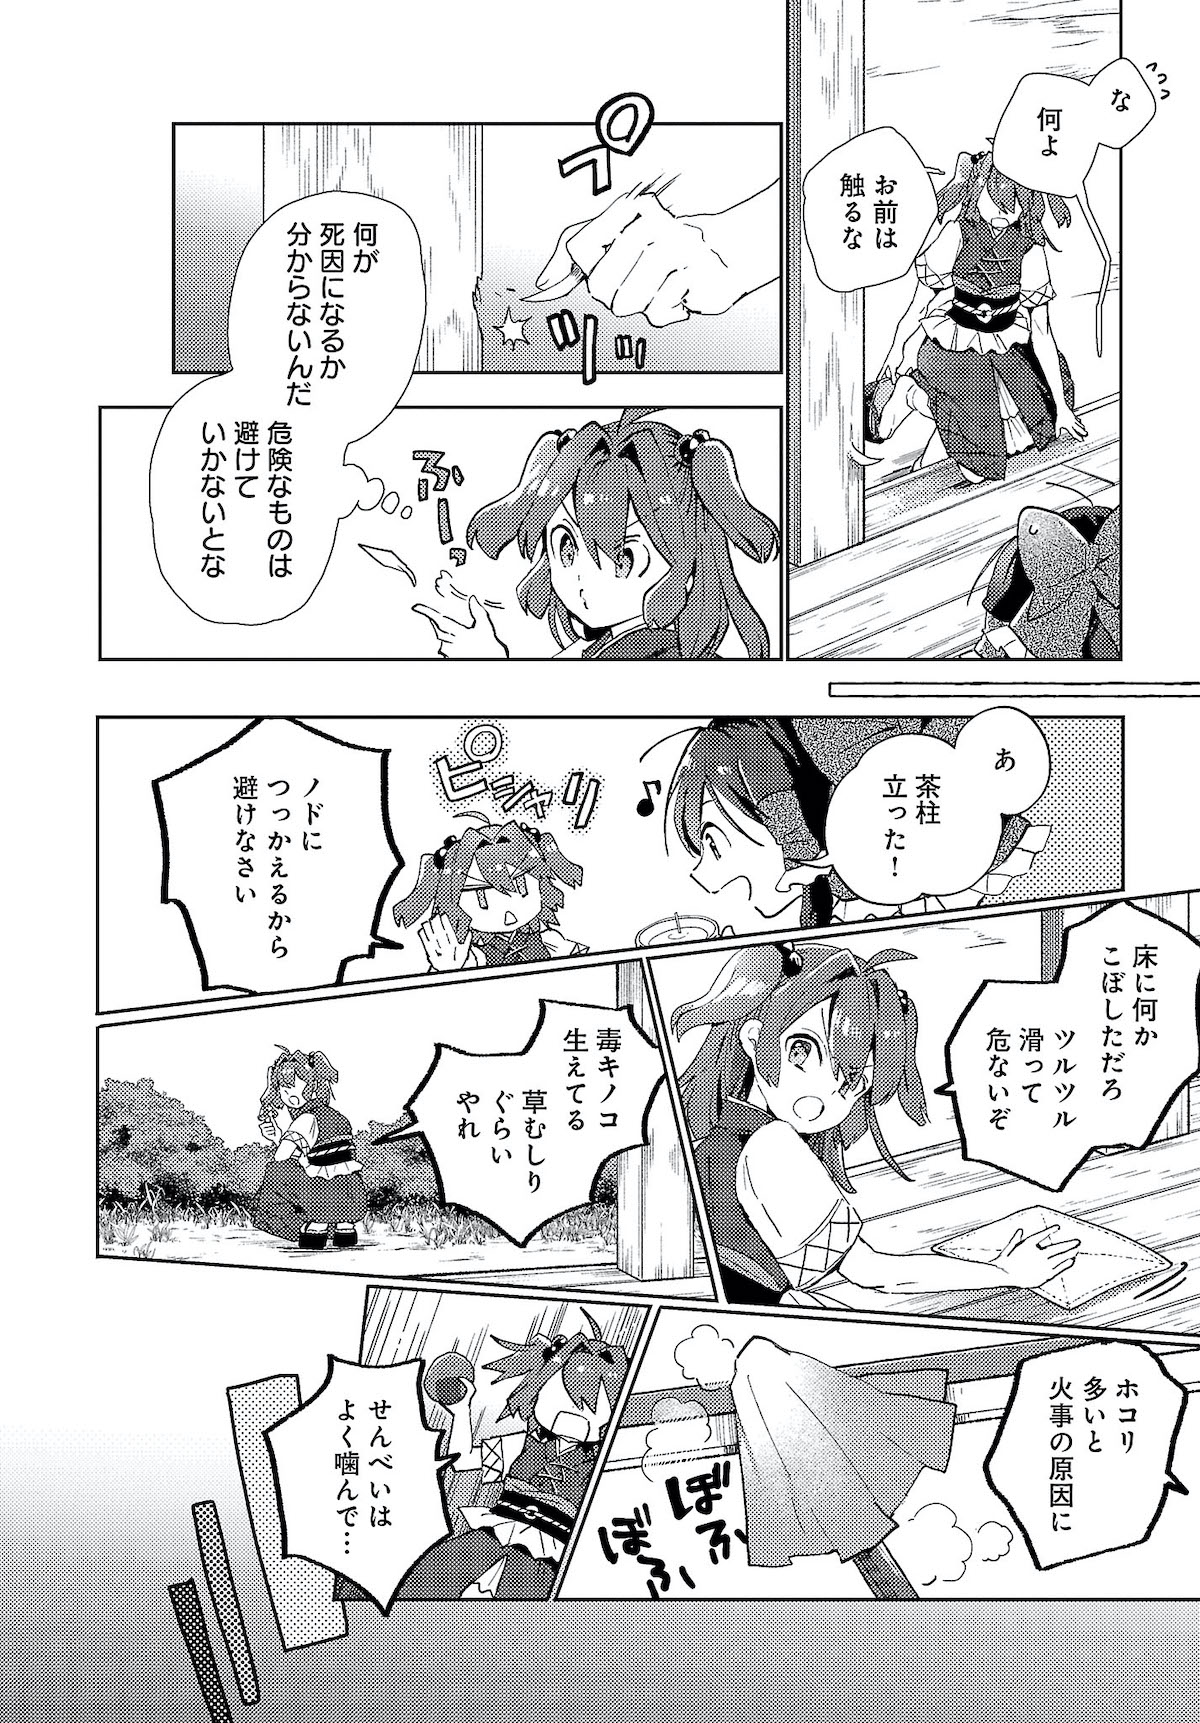 な
何よ
お前は
触るな
プ
ツッ
何が
死因になるか
分からないんだ
危険なものは
避けて
いかないとな
ふーっ
あ
茶柱
立った！
ピシャリ
ノドに
つっかえるから
避けなさい
床に何か
こぼしただろ
ツルツル
滑って
危ないぞ
毒キノコ
生えてる
草むしり
ぐらい
やれ
ホコリ
多いと
火事の原因に
ぼふっ
ぼふっ
せんべいは
よく噛んで…